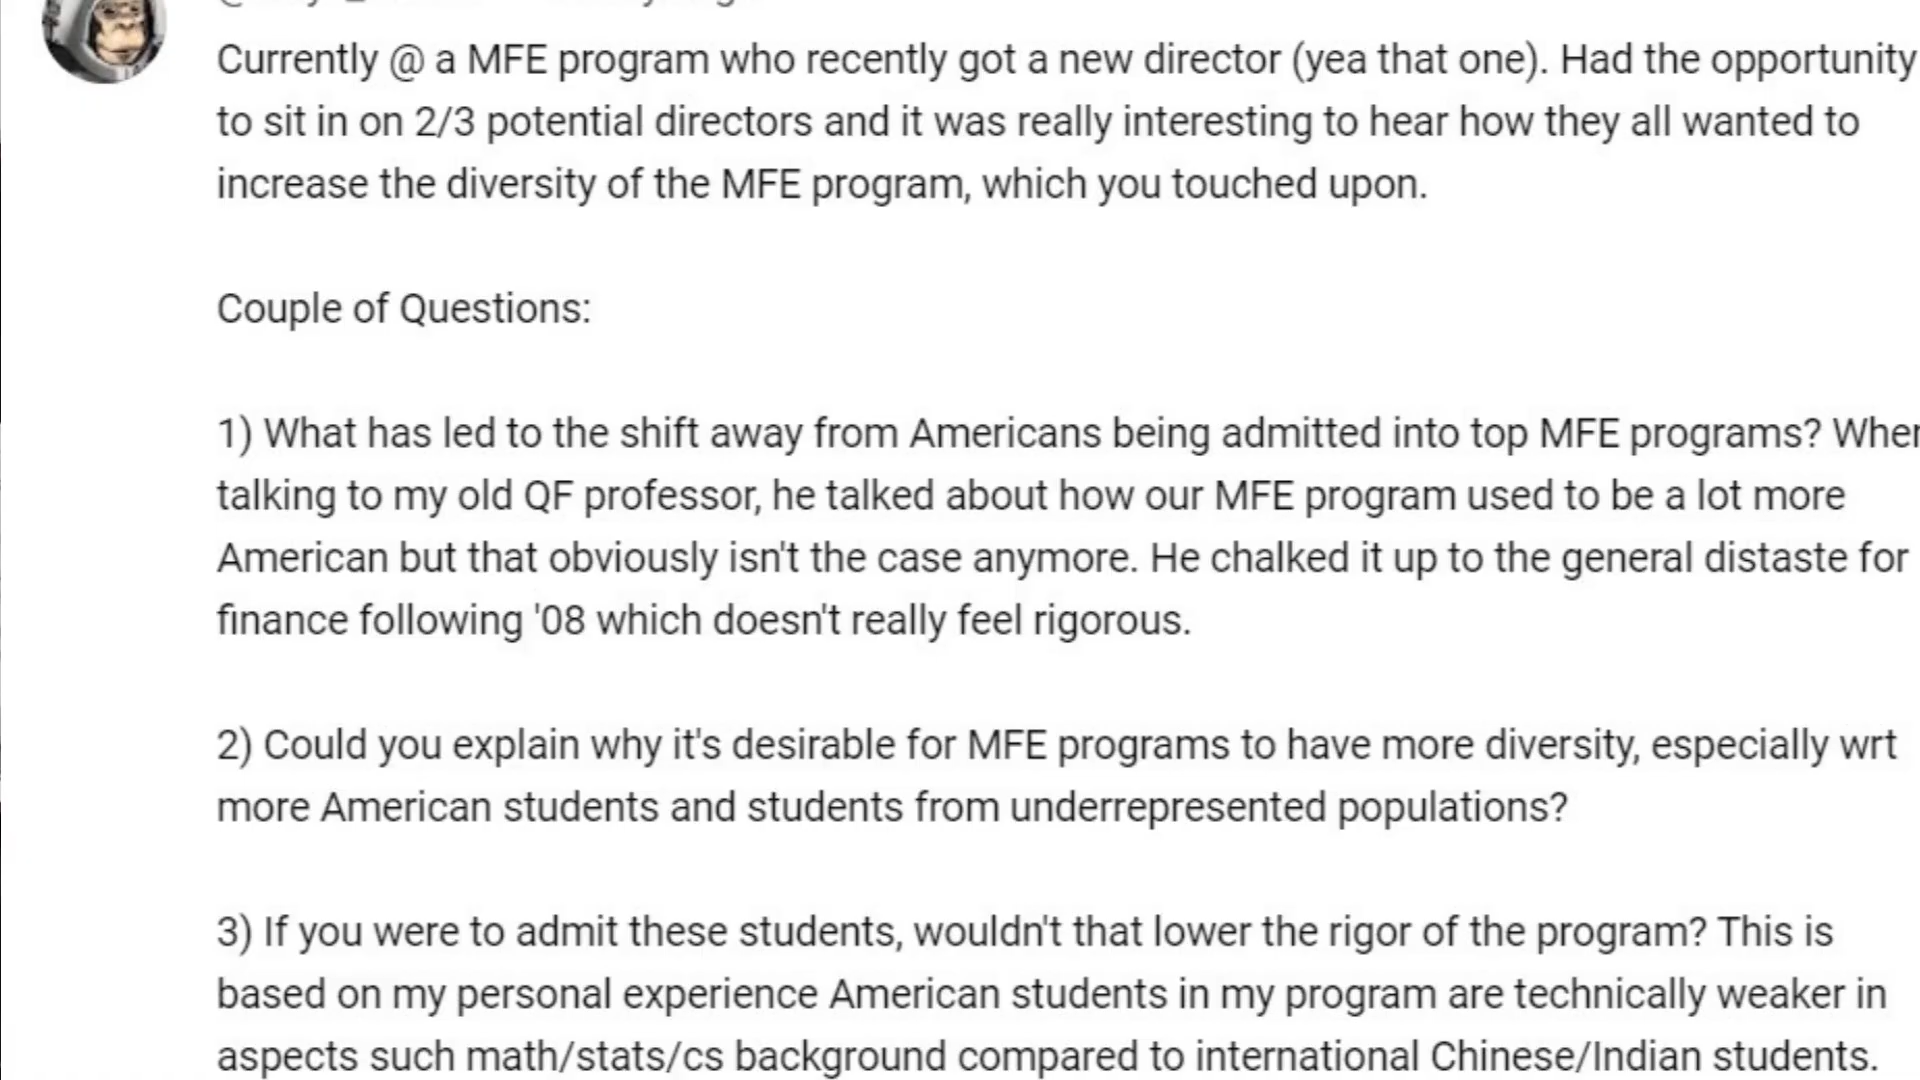 Currently @ a MFE program who recently got a new director (yea that one). Had the opportunity
to sit in on 2/3 potential directors and it was really interesting to hear how they all wanted to
increase the diversity of the MFE program, which you touched upon.
Couple of Questions:
1) What has led to the shift away from Americans being admitted into top MFE programs?
talking to my old QF professor, he talked about how our MFE program used to be a lot more
American but that obviously isn't the case anymore. He chalked it up to the general distaste for
finance following '08 which doesn't really feel rigorous.
2) Could you explain why it's desirable for MFE programs to have more diversity, especially wrt
more American students and students from underrepresented populations?
3) If you were to admit these students, wouldn't that lower the rigor of the program? This is
based on my personal experience American students in my program are technically weaker in
aspects such math/stats/cs background compared to international Chinese/Indian students.